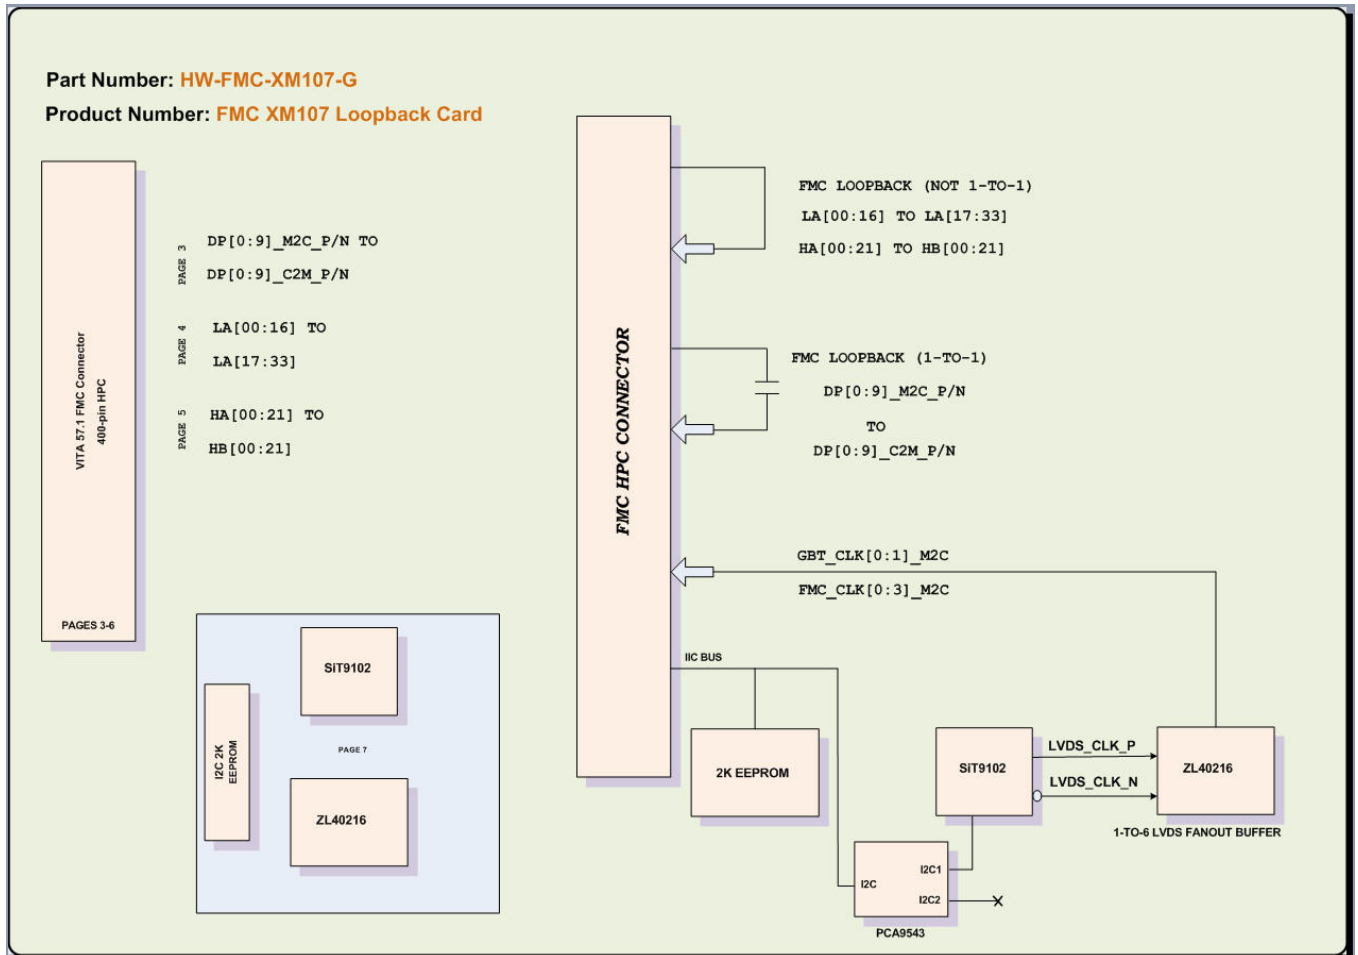 Part Number: HW-FMC-XM107-G
Product Number: FMC XM107 Loopback Card
VITA 57.1 FMC Connector
400-pin HPC
PAGES 3-6
PAGE 3
DP[0:9]_M2C_P/N TO
DP[0:9]_C2M_P/N
PAGE 4
LA[00:16] TO
LA[17:33]
PAGE 5
HA[00:21] TO
HB[00:21]
I2C 2K
EEPROM
SiT9102
PAGE 7
ZL40216
FMC HPC CONNECTOR
FMC LOOPBACK (NOT 1-TO-1)
LA[00:16] TO LA[17:33]
HA[00:21] TO HB[00:21]
FMC LOOPBACK (1-TO-1)
DP[0:9]_M2C_P/N
TO
DP[0:9]_C2M_P/N
GBT_CLK[0:1]_M2C
FMC_CLK[0:3]_M2C
IIC BUS
2K EEPROM
SiT9102
LVDS_CLK_P
LVDS_CLK_N
ZL40216
1-TO-6 LVDS FANOUT BUFFER
I2C
I2C1
I2C2
PCA9543